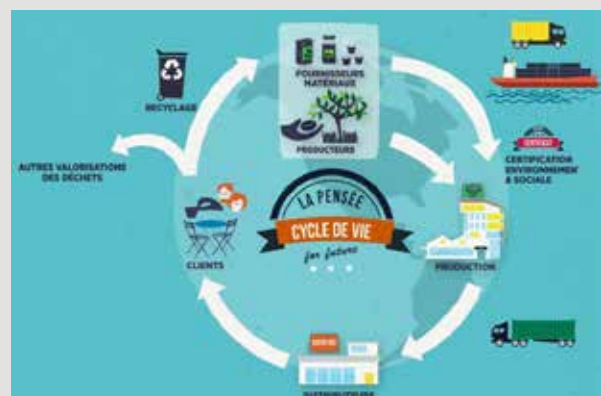 RECYCLAGE
FOURNISSEURS
MATÉRIAUX
PRODUCTEURS
AUTRES VALORISATIONS
DES DÉCHETS
CERTIFICATION
ENVIRONNEMENT
& SOCIALE
LA PENSÉE
CYCLE DE VIE
for future
CLIENTS
PRODUCTION